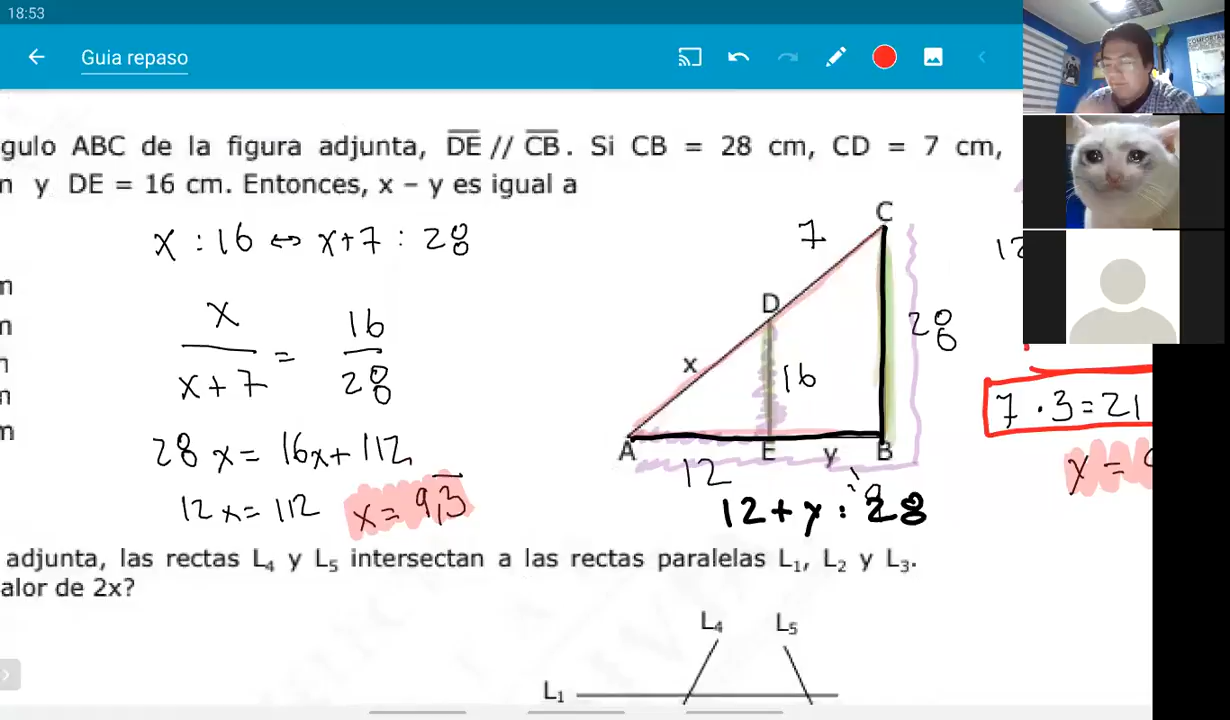 18:53
Guia repaso
gulo ABC de la figura adjunta, DE // CB. Si CB = 28 cm, CD = 7 cm,
n y DE = 16 cm. Entonces, x – y es igual a
x : 16 ↔ x+7 : 28
x / x+7 = 16 / 28
28x = 16x + 112
12x = 112 x = 9,3
n
m
n
n
m
C
7
D
x
16
28
A
E
y
B
12
12 + y : 28
12
7 · 3 = 21
x = 9
adjunta, las rectas L4 y L5 intersectan a las rectas paralelas L1, L2 y L3.
alor de 2x?
L4 L5
L1